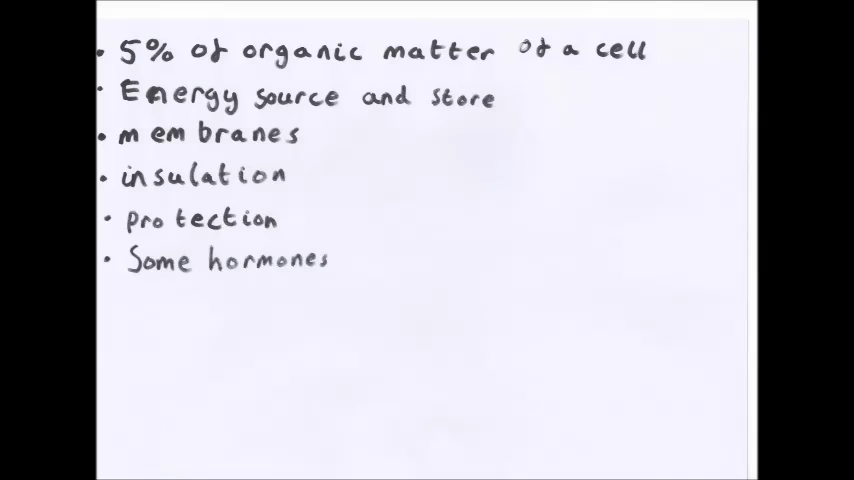 • 5% of organic matter of a cell
• Energy source and store
• membranes
• insulation
• protection
• Some hormones